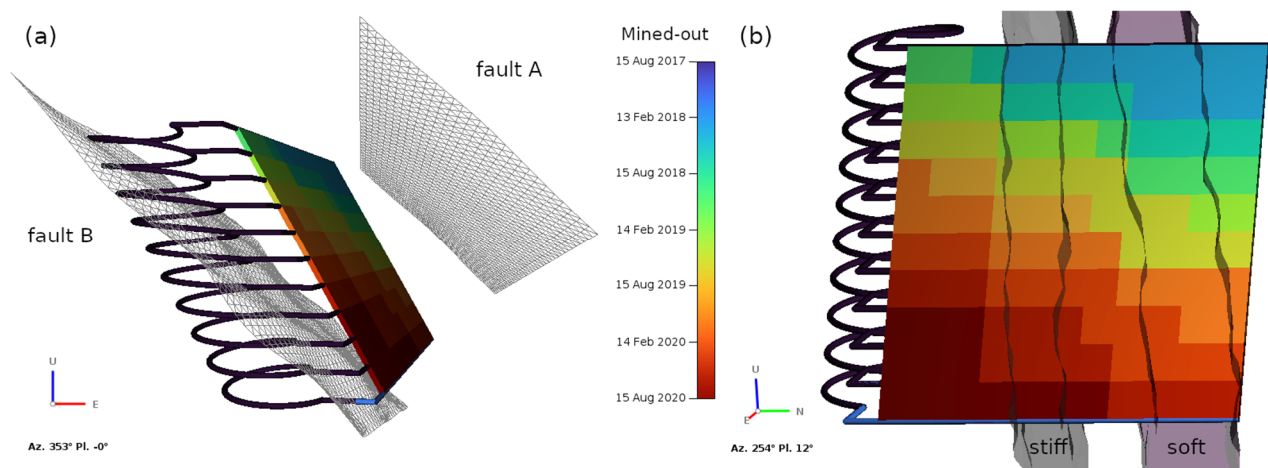 (a)
fault A
fault B
U
E
Az. 353° Pl. -0°
Mined-out
15 Aug 2017
13 Feb 2018
15 Aug 2018
14 Feb 2019
15 Aug 2019
14 Feb 2020
15 Aug 2020
(b)
U
N
E
Az. 254° Pl. 12°
stiff
soft